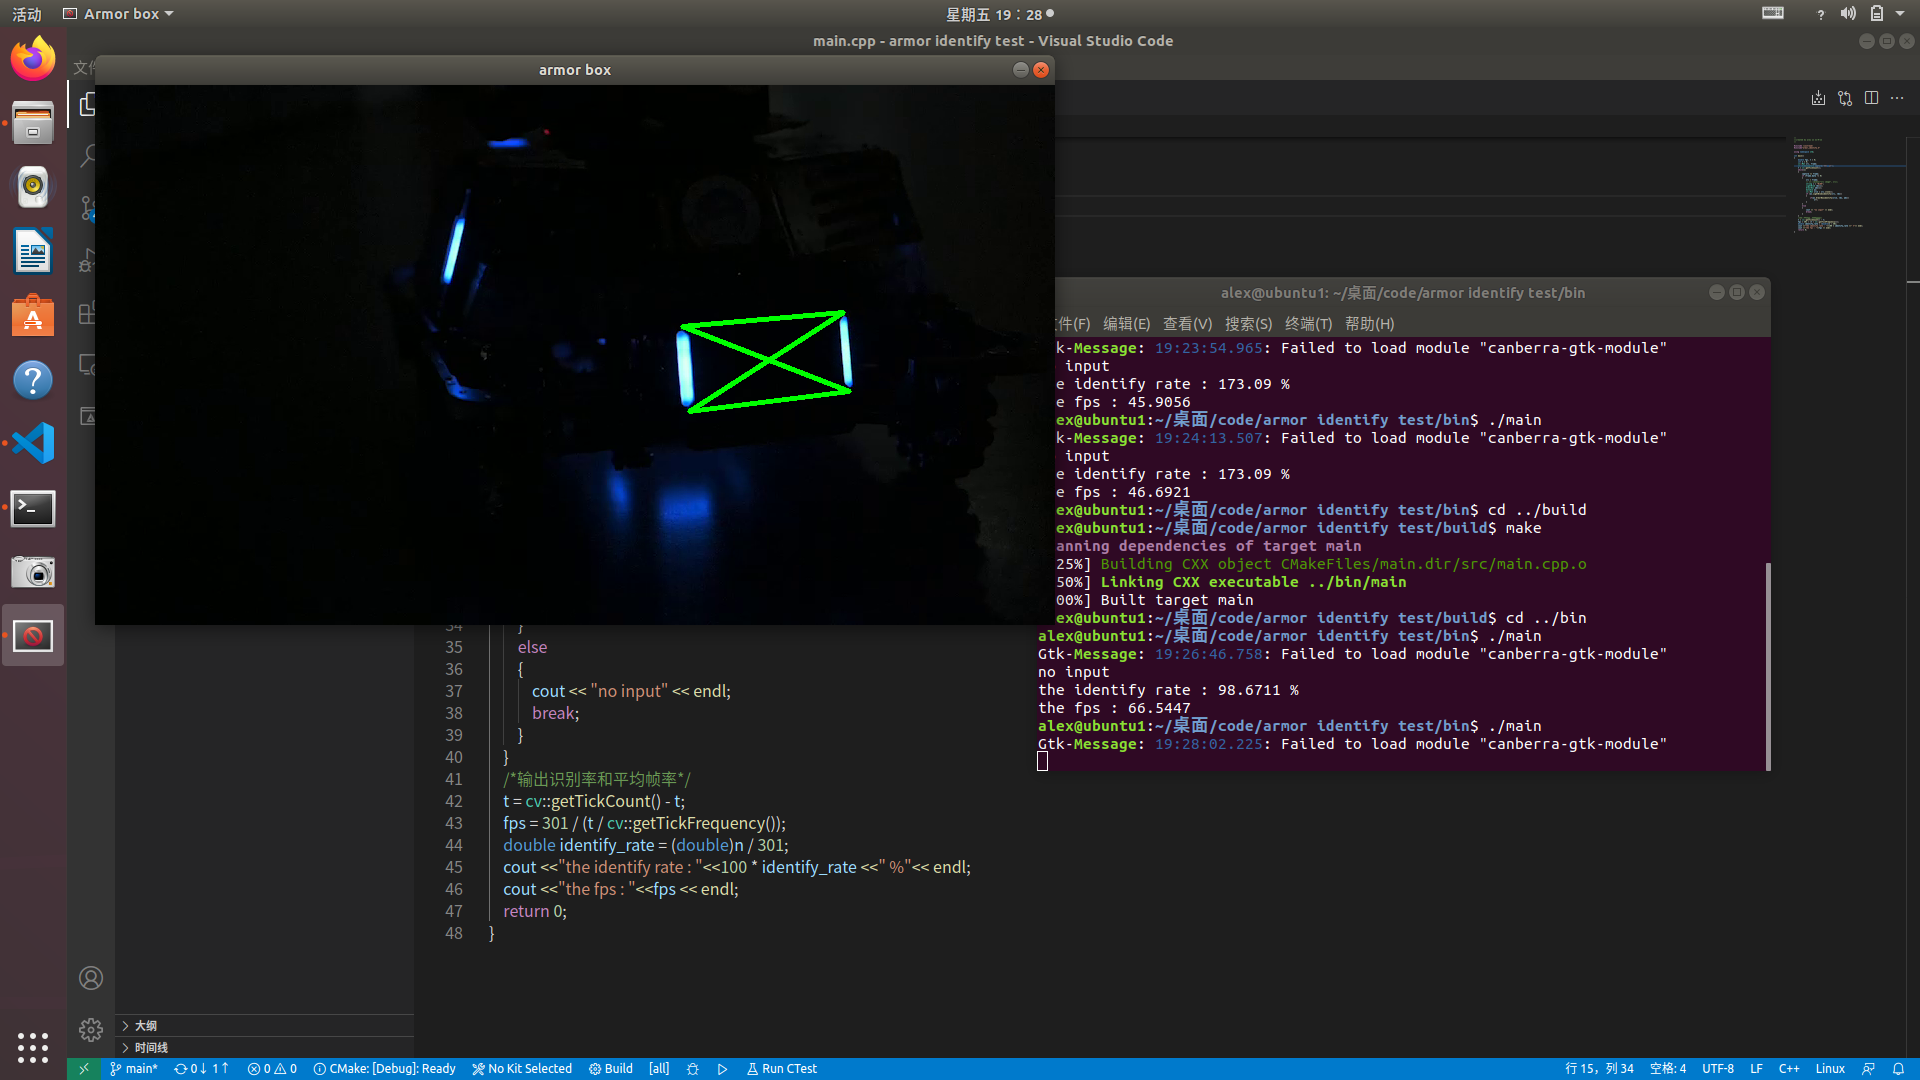 活动
Armor box
星期五 19：28
main.cpp - armor identify test - Visual Studio Code
armor box
alex@ubuntu1: ~/桌面/code/armor identify test/bin
件(F) 编辑(E) 查看(V) 搜索(S) 终端(T) 帮助(H)
k-Message: 19:23:54.965: Failed to load module "canberra-gtk-module"
input
e identify rate : 173.09 %
e fps : 45.9056
ex@ubuntu1:~/桌面/code/armor identify test/bin$ ./main
k-Message: 19:24:13.507: Failed to load module "canberra-gtk-module"
input
e identify rate : 173.09 %
e fps : 46.6921
ex@ubuntu1:~/桌面/code/armor identify test/bin$ cd ../build
ex@ubuntu1:~/桌面/code/armor identify test/build$ make
anning dependencies of target main
25%] Building CXX object CMakeFiles/main.dir/src/main.cpp.o
50%] Linking CXX executable ../bin/main
00%] Built target main
ex@ubuntu1:~/桌面/code/armor identify test/build$ cd ../bin
alex@ubuntu1:~/桌面/code/armor identify test/bin$ ./main
Gtk-Message: 19:26:46.758: Failed to load module "canberra-gtk-module"
no input
the identify rate : 98.6711 %
the fps : 66.5447
alex@ubuntu1:~/桌面/code/armor identify test/bin$ ./main
Gtk-Message: 19:28:02.225: Failed to load module "canberra-gtk-module"
34 }
35 else
36 {
37 cout << "no input" << endl;
38 break;
39 }
40 }
41 /*输出识别率和平均帧率*/
42 t = cv::getTickCount() - t;
43 fps = 301 / (t / cv::getTickFrequency());
44 double identify_rate = (double)n / 301;
45 cout <<"the identify rate : "<<100 * identify_rate <<" %"<< endl;
46 cout <<"the fps : "<<fps << endl;
47 return 0;
48 }
大纲
时间线
main* 0↓ 1↑ 0 0 CMake: [Debug]: Ready No Kit Selected Build [all] Run CTest 行 15，列 34 空格: 4 UTF-8 LF C++ Linux